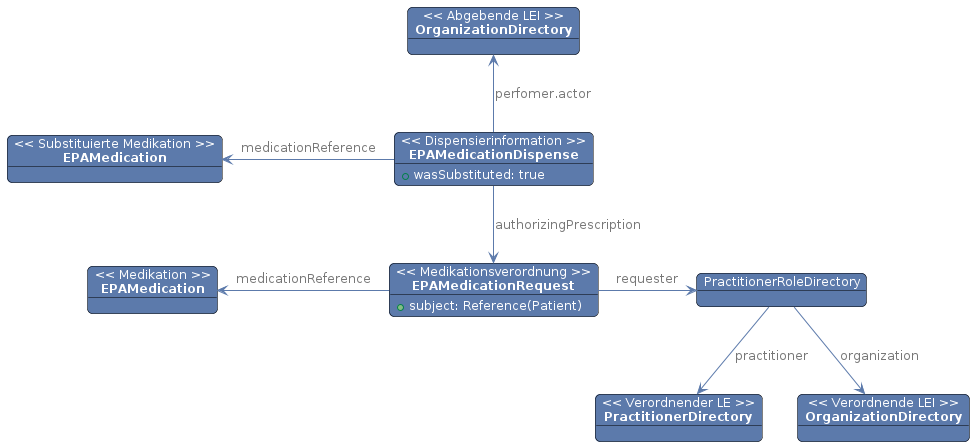 << Abgebende LEI >>
OrganizationDirectory
perfomer.actor
<< Substituierte Medikation >>
EPAMedication
medicationReference
<< Dispensierinformation >>
EPAMedicationDispense
wasSubstituted: true
authorizingPrescription
<< Medikation >>
EPAMedication
medicationReference
<< Medikationsverordnung >>
EPAMedicationRequest
subject: Reference(Patient)
requester
PractitionerRoleDirectory
practitioner
organization
<< Verordnender LE >>
PractitionerDirectory
<< Verordnende LEI >>
OrganizationDirectory